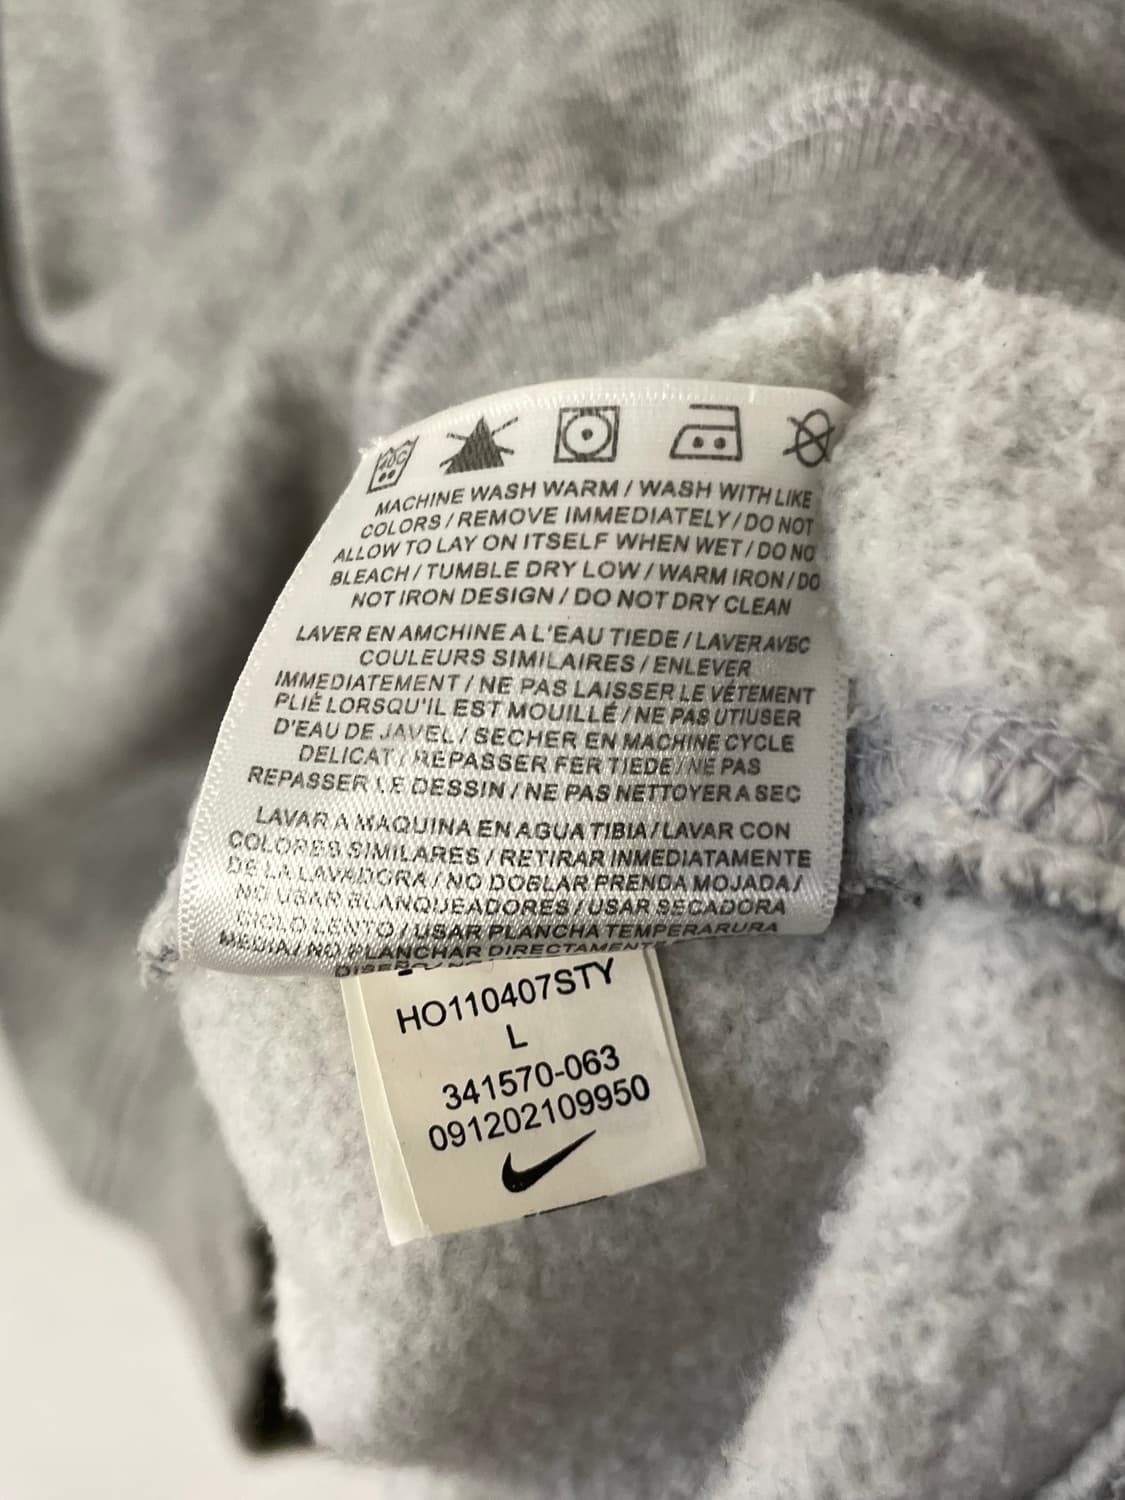 40C
MACHINE WASH WARM / WASH WITH LIKE
COLORS / REMOVE IMMEDIATELY / DO NOT
ALLOW TO LAY ON ITSELF WHEN WET / DO NO
BLEACH / TUMBLE DRY LOW / WARM IRON / DO
NOT IRON DESIGN / DO NOT DRY CLEAN
LAVER EN AMCHINE A L'EAU TIEDE / LAVER AVEC
COULEURS SIMILAIRES / ENLEVER
IMMEDIATEMENT / NE PAS LAISSER LE VÉTEMENT
PLIÉ LORSQU'IL EST MOUILLÉ / NE PAS UTIUSER
D'EAU DE JAVEL / SECHER EN MACHINE CYCLE
DELICAT / REPASSER FER TIEDE / NE PAS
REPASSER LE DESSIN / NE PAS NETTOYER A SEC
LAVAR A MAQUINA EN AGUA TIBIA / LAVAR CON
COLORES SIMILARES / RETIRAR INMEDIATAMENTE
DE LA LAVADORA / NO DOBLAR PRENDA MOJADA /
NO USAR BLANQUEADORES / USAR SECADORA
CICLO LENTO / USAR PLANCHA TEMPERARURA
MEDIA / NO PLANCHAR DIRECTAMENTE
HO110407STY
L
341570-063
091202109950